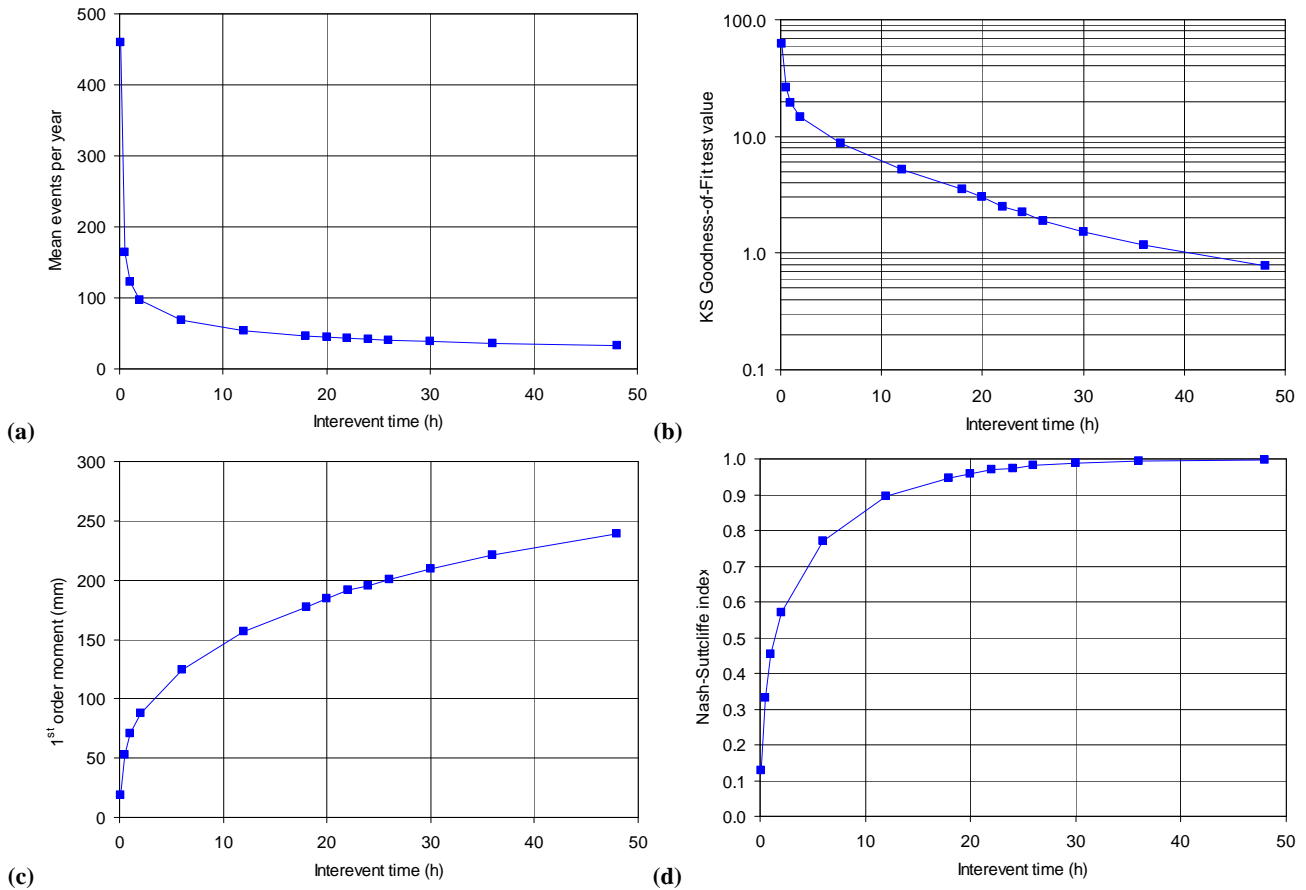 500
400
300
200
100
0
Mean events per year
0 10 20 30 40 50
Interevent time (h)
(a)
100.0
10.0
1.0
0.1
KS Goodness-of-Fit test value
0 10 20 30 40 50
Interevent time (h)
(b)
300
250
200
150
100
50
0
1st order moment (mm)
0 10 20 30 40 50
Interevent time (h)
(c)
1.0
0.9
0.8
0.7
0.6
0.5
0.4
0.3
0.2
0.1
0.0
Nash-Suttcliffe index
0 10 20 30 40 50
Interevent time (h)
(d)